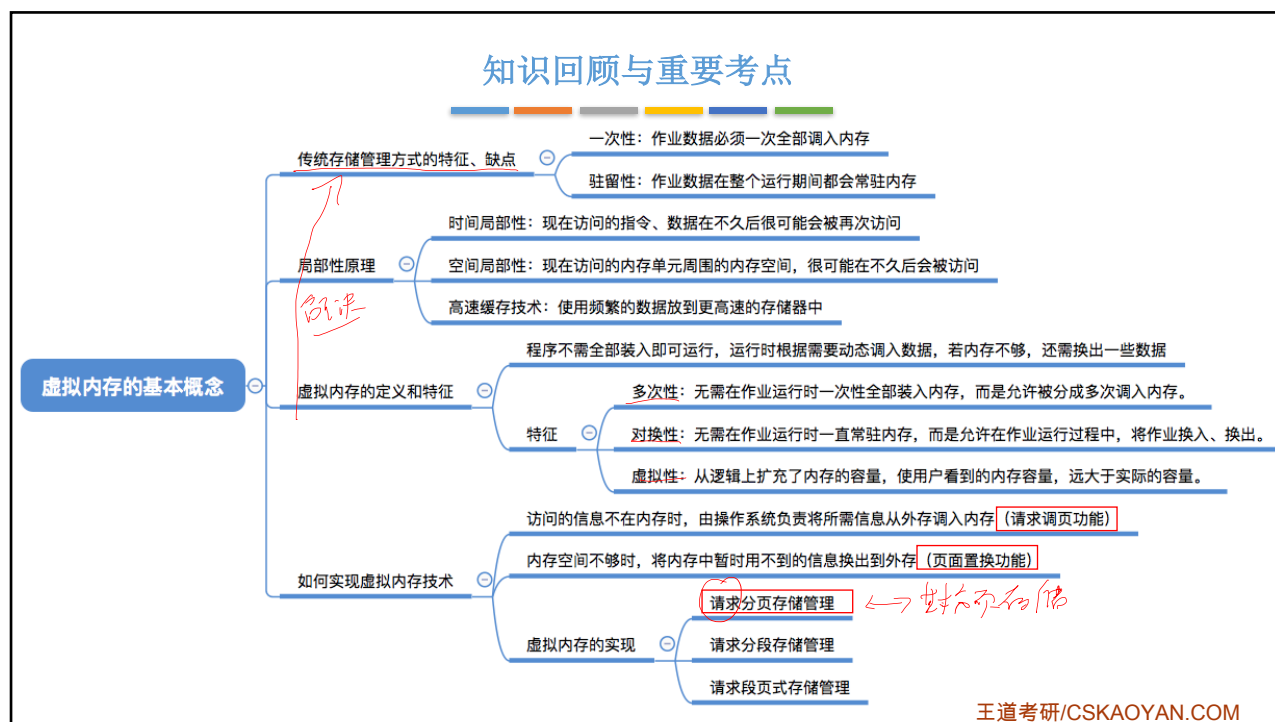 知识回顾与重要考点
传统存储管理方式的特征、缺点
一次性：作业数据必须一次全部调入内存
驻留性：作业数据在整个运行期间都会常驻内存
局部性原理
时间局部性：现在访问的指令、数据在不久后很可能会被再次访问
空间局部性：现在访问的内存单元周围的内存空间，很可能在不久后会被访问
高速缓存技术：使用频繁的数据放到更高速的存储器中
解决
虚拟内存的基本概念
虚拟内存的定义和特征
程序不需全部装入即可运行，运行时根据需要动态调入数据，若内存不够，还需换出一些数据
特征
多次性：无需在作业运行时一次性全部装入内存，而是允许被分成多次调入内存。
对换性：无需在作业运行时一直常驻内存，而是允许在作业运行过程中，将作业换入、换出。
虚拟性：从逻辑上扩充了内存的容量，使用户看到的内存容量，远大于实际的容量。
如何实现虚拟内存技术
访问的信息不在内存时，由操作系统负责将所需信息从外存调入内存（请求调页功能）
内存空间不够时，将内存中暂时用不到的信息换出到外存（页面置换功能）
虚拟内存的实现
请求分页存储管理
请求分段存储管理
请求段页式存储管理
王道考研/CSKAOYAN.COM